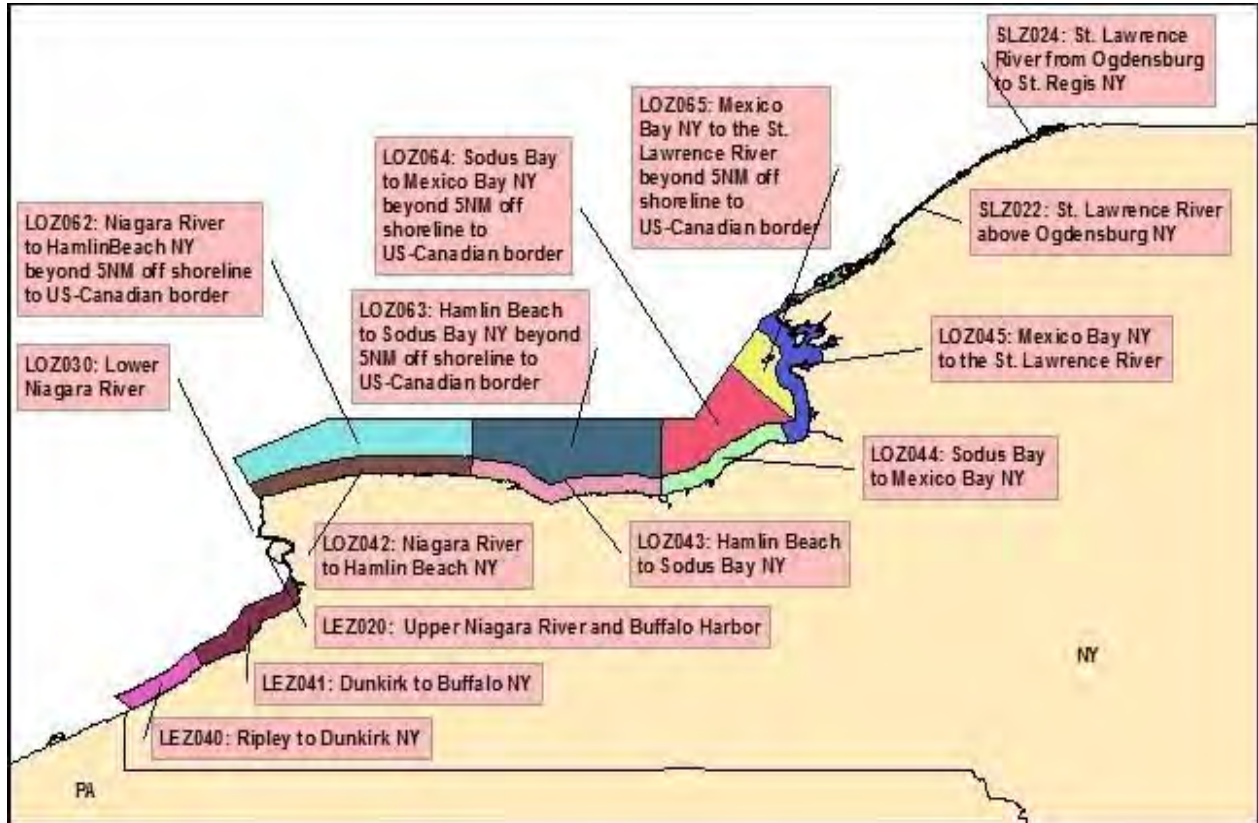 SLZ024: St. Lawrence
River from Ogdensburg
to St. Regis NY
LOZ065: Mexico
Bay NY to the St.
Lawrence River
beyond 5NM off
shoreline to
US-Canadian border
LOZ064: Sodus Bay
to Mexico Bay NY
beyond 5NM off
shoreline to
US-Canadian border
LOZ062: Niagara River
to HamlinBeach NY
beyond 5NM off shoreline
to US-Canadian border
SLZ022: St. Lawrence River
above Ogdensburg NY
LOZ063: Hamlin Beach
to Sodus Bay NY beyond
5NM off shoreline to
US-Canadian border
LOZ030: Lower
Niagara River
LOZ045: Mexico Bay NY
to the St. Lawrence River
LOZ044: Sodus Bay
to Mexico Bay NY
LOZ042: Niagara River
to Hamlin Beach NY
LOZ043: Hamlin Beach
to Sodus Bay NY
LEZ020: Upper Niagara River and Buffalo Harbor
NY
LEZ041: Dunkirk to Buffalo NY
LEZ040: Ripley to Dunkirk NY
PA